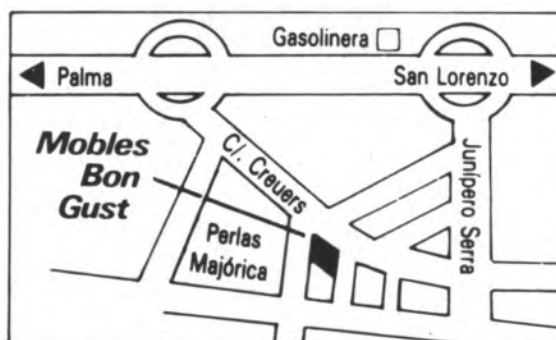 Gasolinera
Palma
San Lorenzo
Mobles
Bon
Gust
C/. Creuers
Junípero Serra
Perlas
Majórica